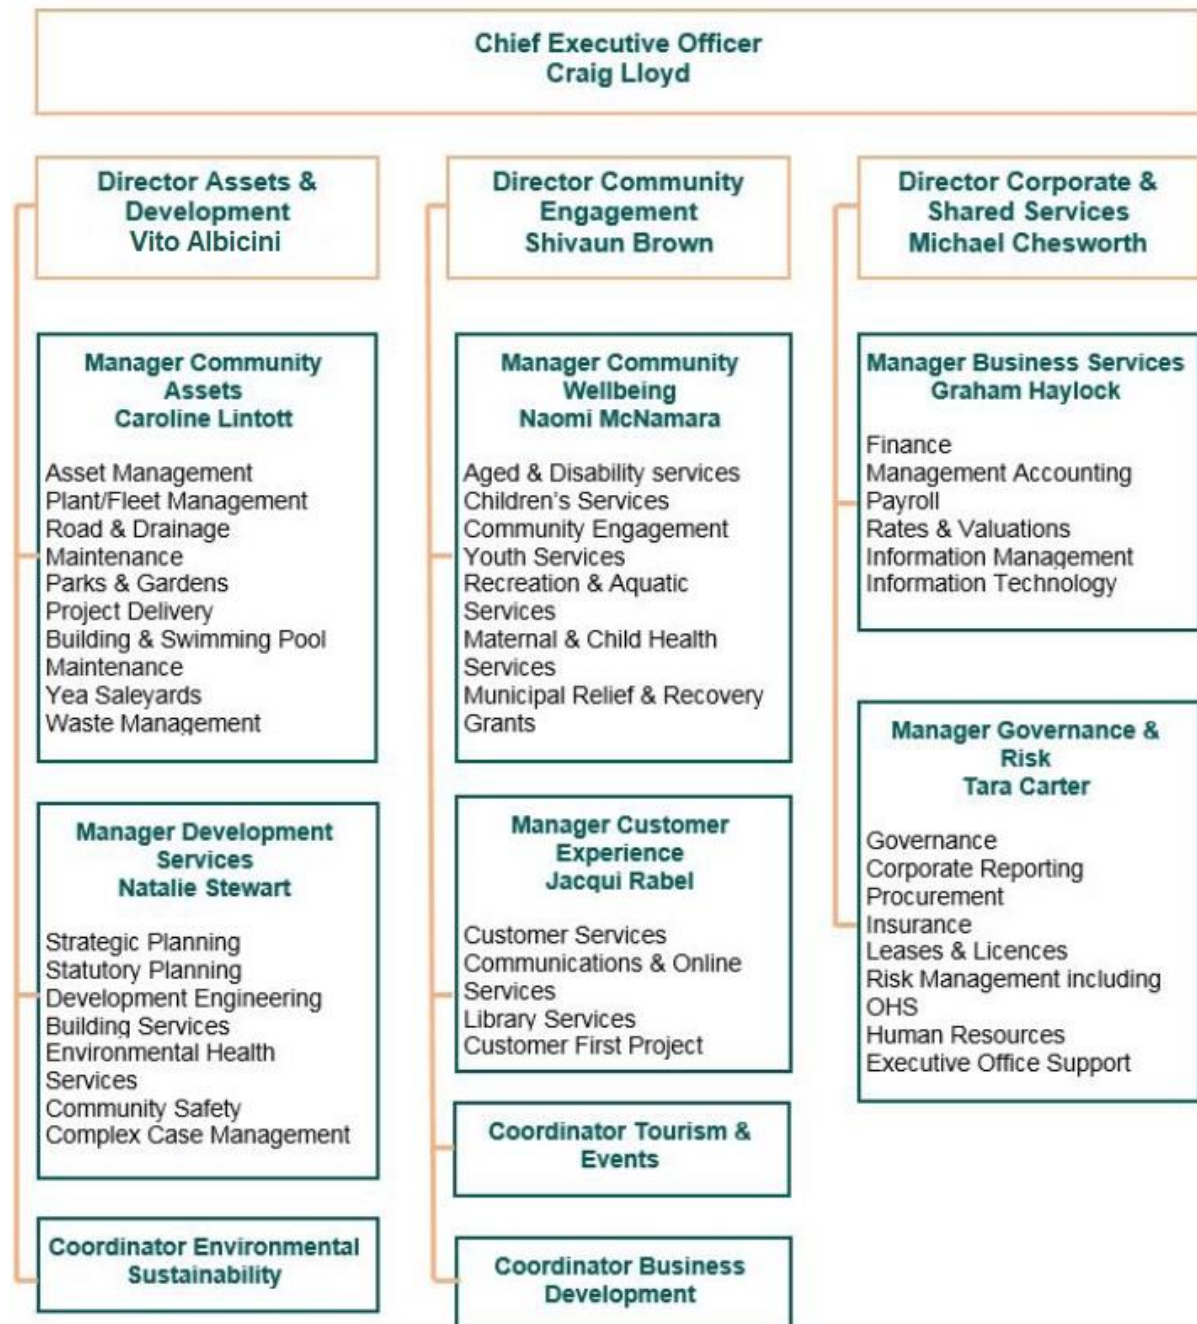 Chief Executive Officer
Craig Lloyd
Director Assets &
Development
Vito Albicini
Manager Community
Assets
Caroline Lintott
Asset Management
Plant/Fleet Management
Road & Drainage
Maintenance
Parks & Gardens
Project Delivery
Building & Swimming Pool
Maintenance
Yea Saleyards
Waste Management
Manager Development
Services
Natalie Stewart
Strategic Planning
Statutory Planning
Development Engineering
Building Services
Environmental Health
Services
Community Safety
Complex Case Management
Coordinator Environmental
Sustainability
Director Community
Engagement
Shivaun Brown
Manager Community
Wellbeing
Naomi McNamara
Aged & Disability services
Children's Services
Community Engagement
Youth Services
Recreation & Aquatic
Services
Maternal & Child Health
Services
Municipal Relief & Recovery
Grants
Manager Customer
Experience
Jacqui Rabel
Customer Services
Communications & Online
Services
Library Services
Customer First Project
Coordinator Tourism &
Events
Coordinator Business
Development
Director Corporate &
Shared Services
Michael Chesworth
Manager Business Services
Graham Haylock
Finance
Management Accounting
Payroll
Rates & Valuations
Information Management
Information Technology
Manager Governance &
Risk
Tara Carter
Governance
Corporate Reporting
Procurement
Insurance
Leases & Licences
Risk Management including
OHS
Human Resources
Executive Office Support